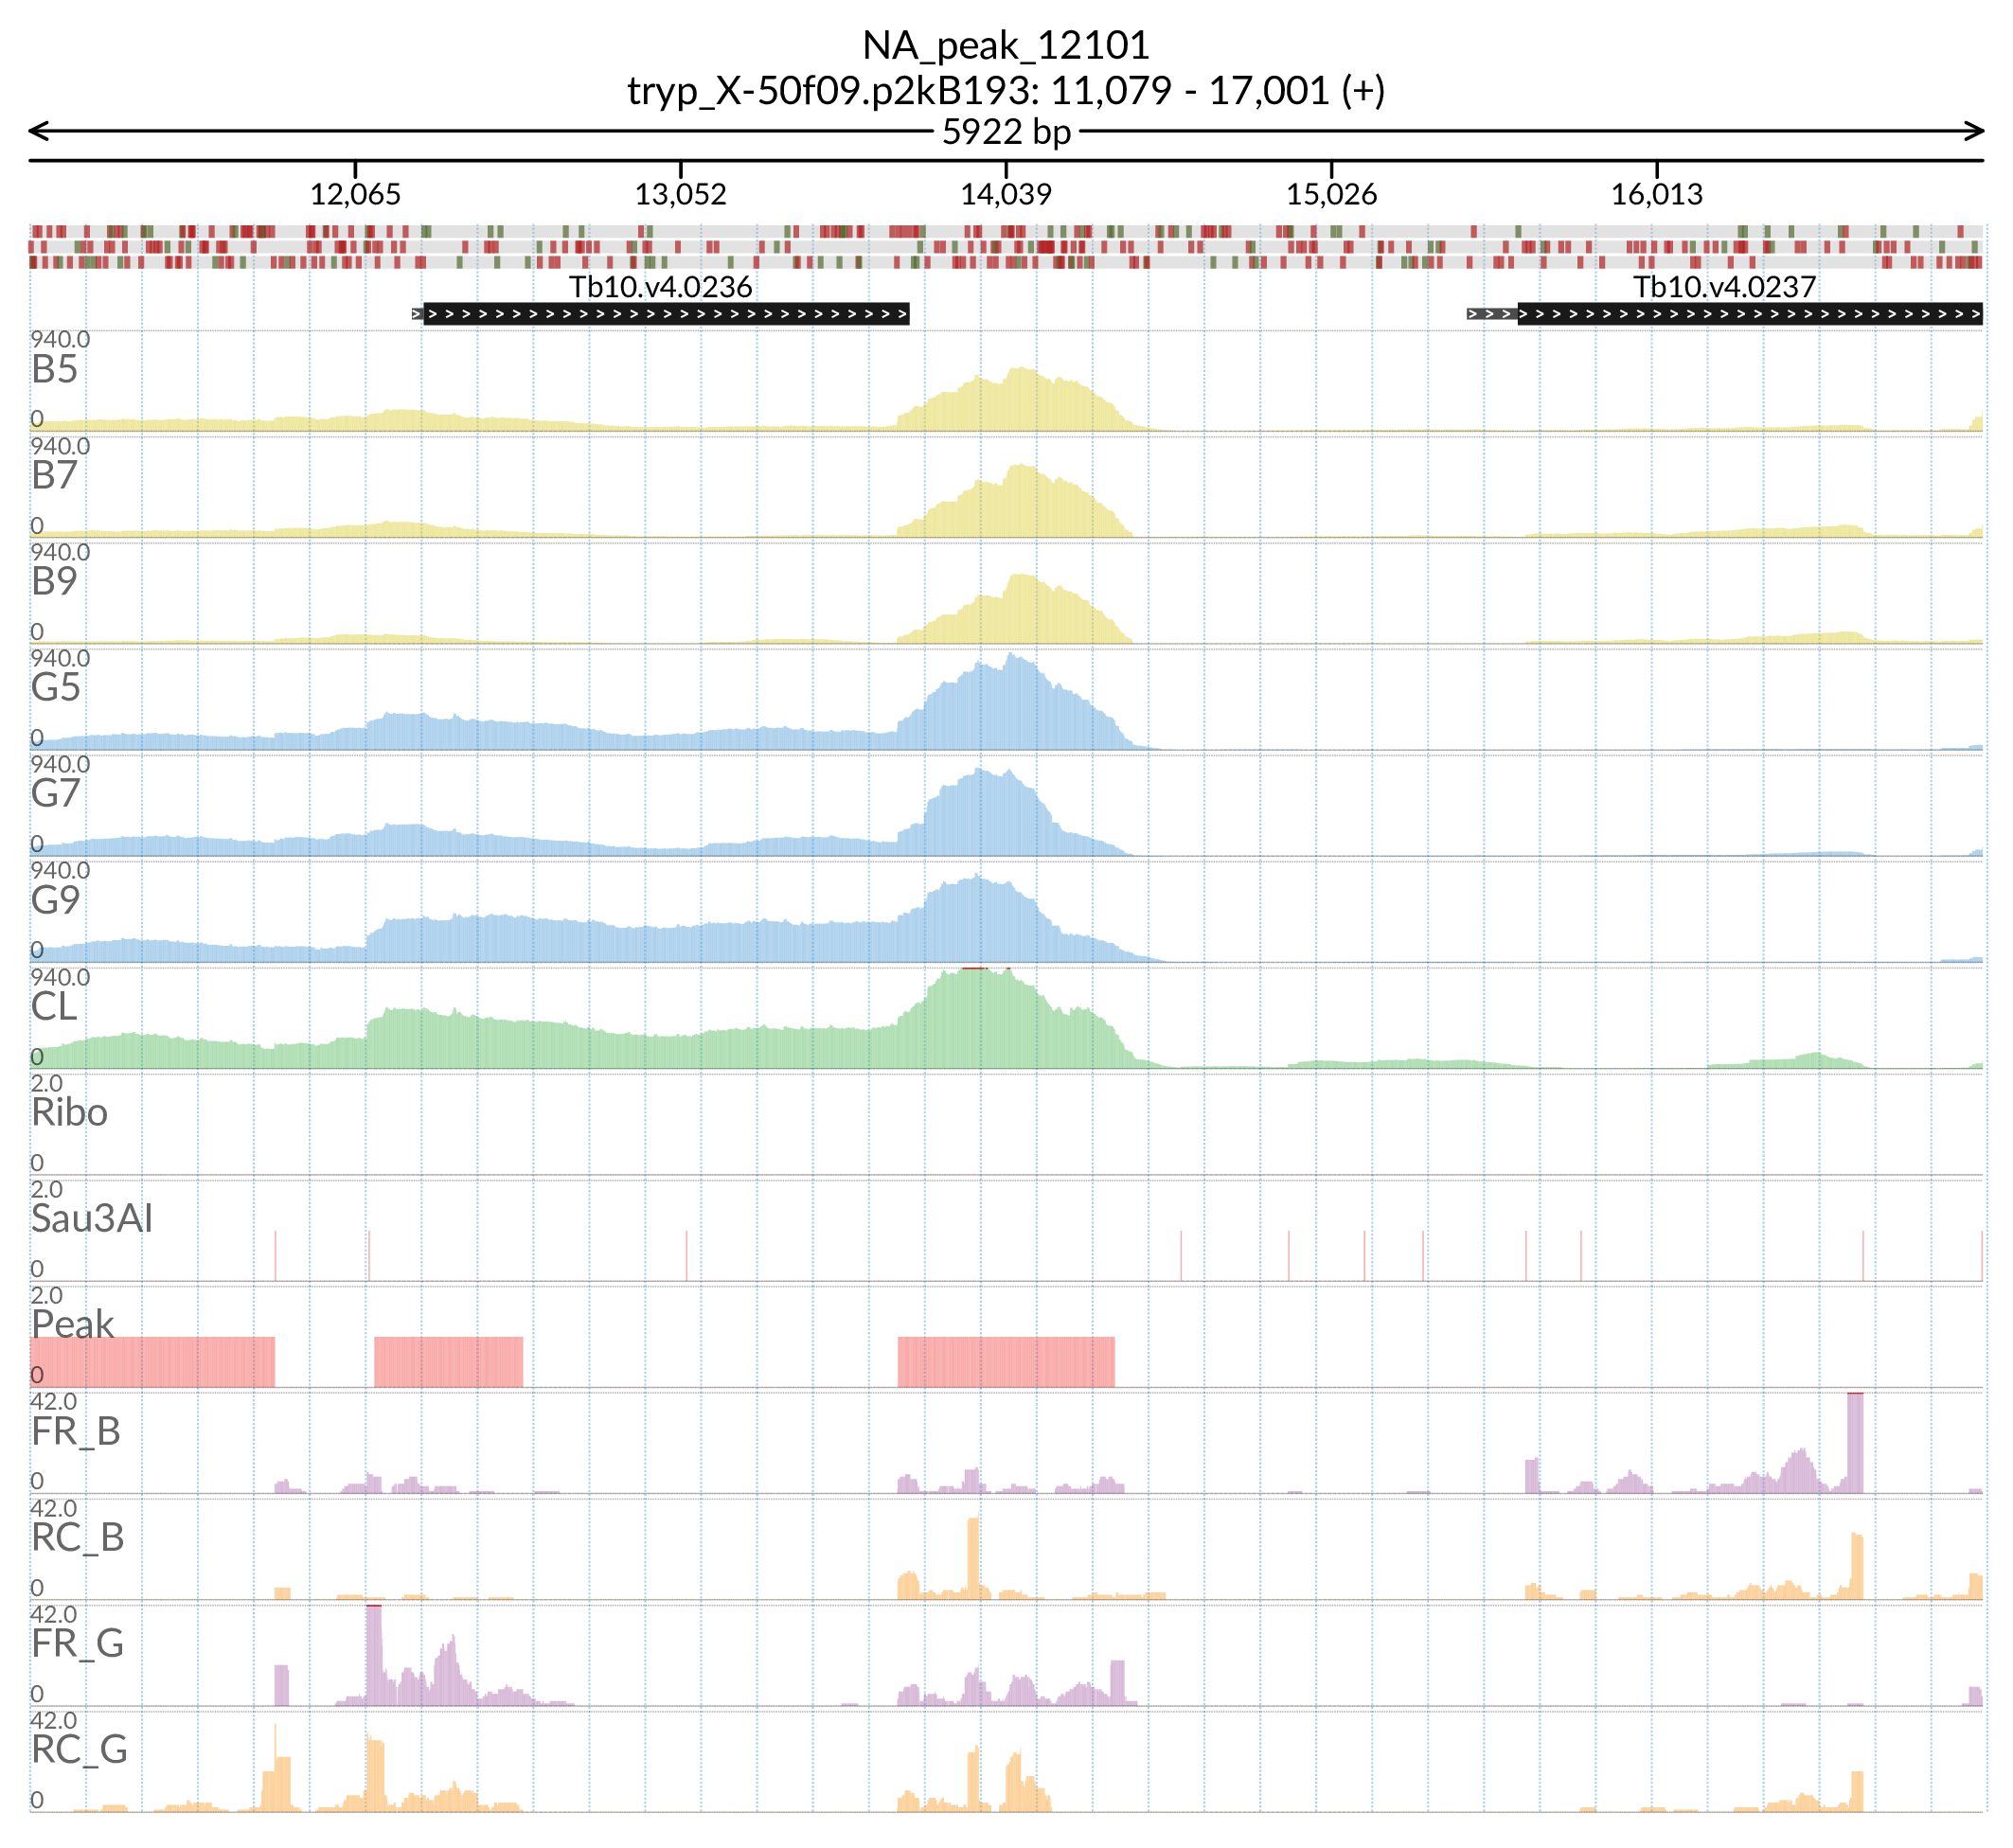 NA_peak_12101
tryp_X-50f09.p2kB193: 11,079 - 17,001 (+)
5922 bp
12,065 13,052 14,039 15,026 16,013
Tb10.v4.0236 Tb10.v4.0237
940.0
B5
0
940.0
B7
0
940.0
B9
0
940.0
G5
0
940.0
G7
0
940.0
G9
0
940.0
CL
0
2.0
Ribo
0
2.0
Sau3AI
0
2.0
Peak
0
42.0
FR_B
0
42.0
RC_B
0
42.0
FR_G
0
42.0
RC_G
0